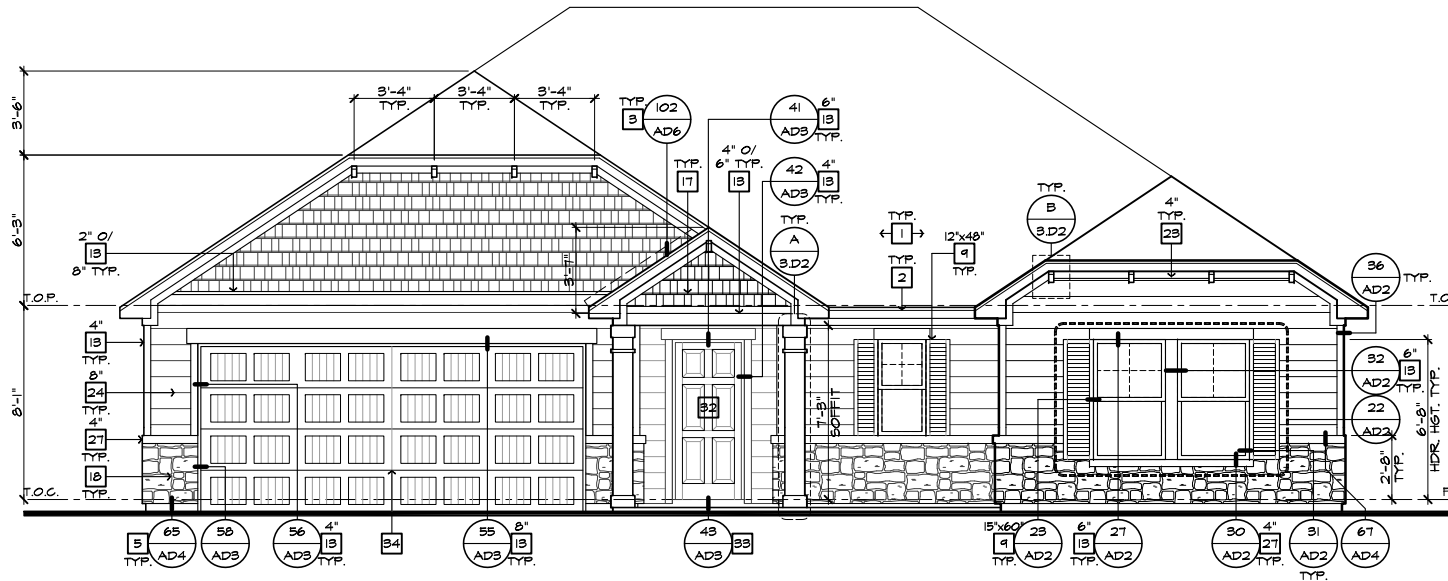 3'-6"
6'-3"
8'-1"
3'-4" TYP.
3'-4" TYP.
3'-4" TYP.
TYP.
3
102
AD6
41
AD3
6"
13
TYP.
42
AD3
4"
13
TYP.
TYP.
17
4" O/
6" TYP.
13
TYP.
A
3.D2
TYP.
B
3.D2
4"
23
TYP.
1
TYP.
2
12"x48"
9
TYP.
36
AD2
TYP.
2" O/
13
8" TYP.
3'-7"
T.O.P.
T.O
4"
13
TYP.
8"
24
TYP.
4"
27
TYP.
18
TYP.
T.O.C.
T
32
7'-3"
SOFFIT
32
AD2
6"
13
TYP.
22
AD2
6'-8"
HDR. HGT. TYP.
2'-8"
TYP.
5
TYP.
65
AD4
58
AD3
56
AD3
4"
13
TYP.
34
55
AD3
8"
13
TYP.
43
AD3
33
15"x60"
9
TYP.
23
AD2
6"
13
TYP.
27
AD2
30
AD2
4"
27
TYP.
31
AD2
TYP.
67
AD4